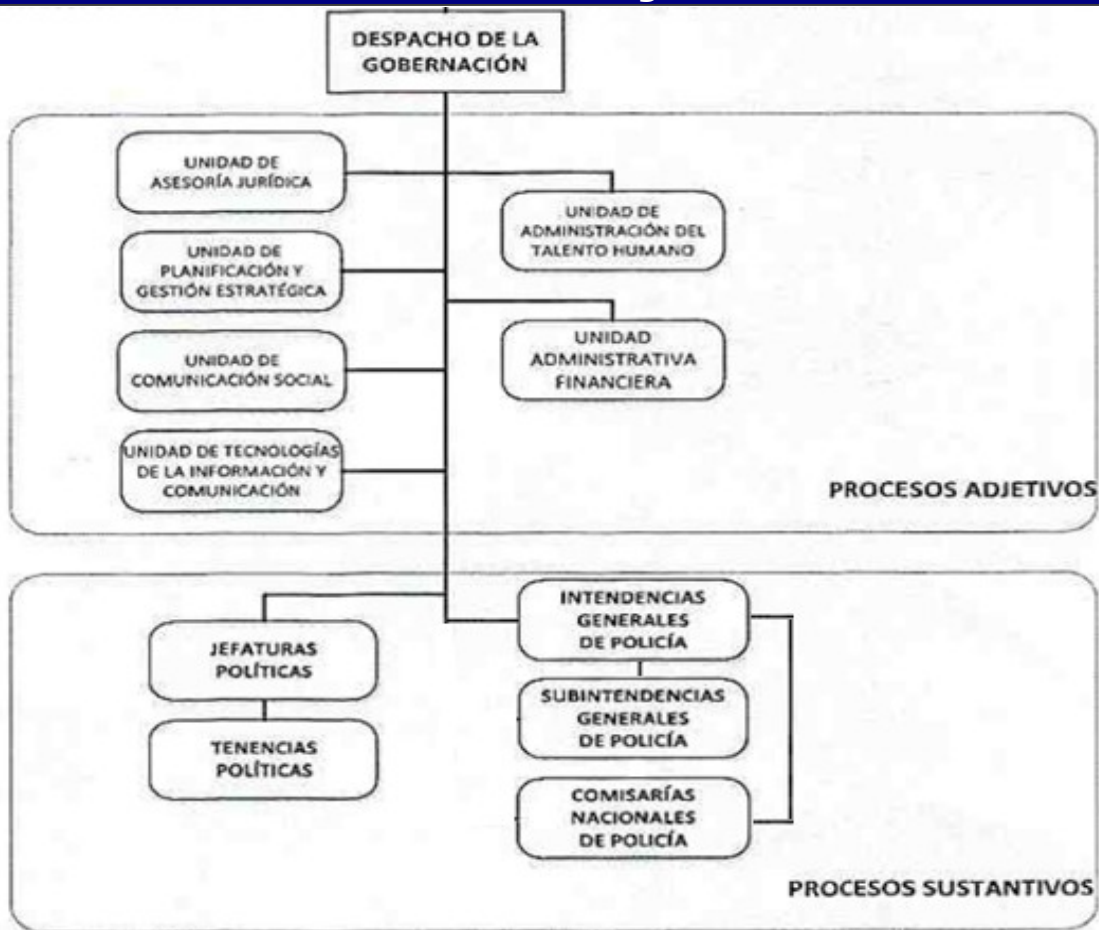 DESPACHO DE LA
GOBERNACIÓN
UNIDAD DE
ASESORÍA JURÍDICA
UNIDAD DE
PLANIFICACIÓN Y
GESTIÓN ESTRATÉGICA
UNIDAD DE
COMUNICACIÓN SOCIAL
UNIDAD DE TECNOLOGÍAS
DE LA INFORMACIÓN Y
COMUNICACIÓN
UNIDAD DE
ADMINISTRACIÓN DEL
TALENTO HUMANO
UNIDAD
ADMINISTRATIVA
FINANCIERA
PROCESOS ADJETIVOS
JEFATURAS
POLÍTICAS
TENENCIAS
POLÍTICAS
INTENDENCIAS
GENERALES
DE POLICÍA
SUBINTENDENCIAS
GENERALES
DE POLICÍA
COMISARÍAS
NACIONALES
DE POLICÍA
PROCESOS SUSTANTIVOS